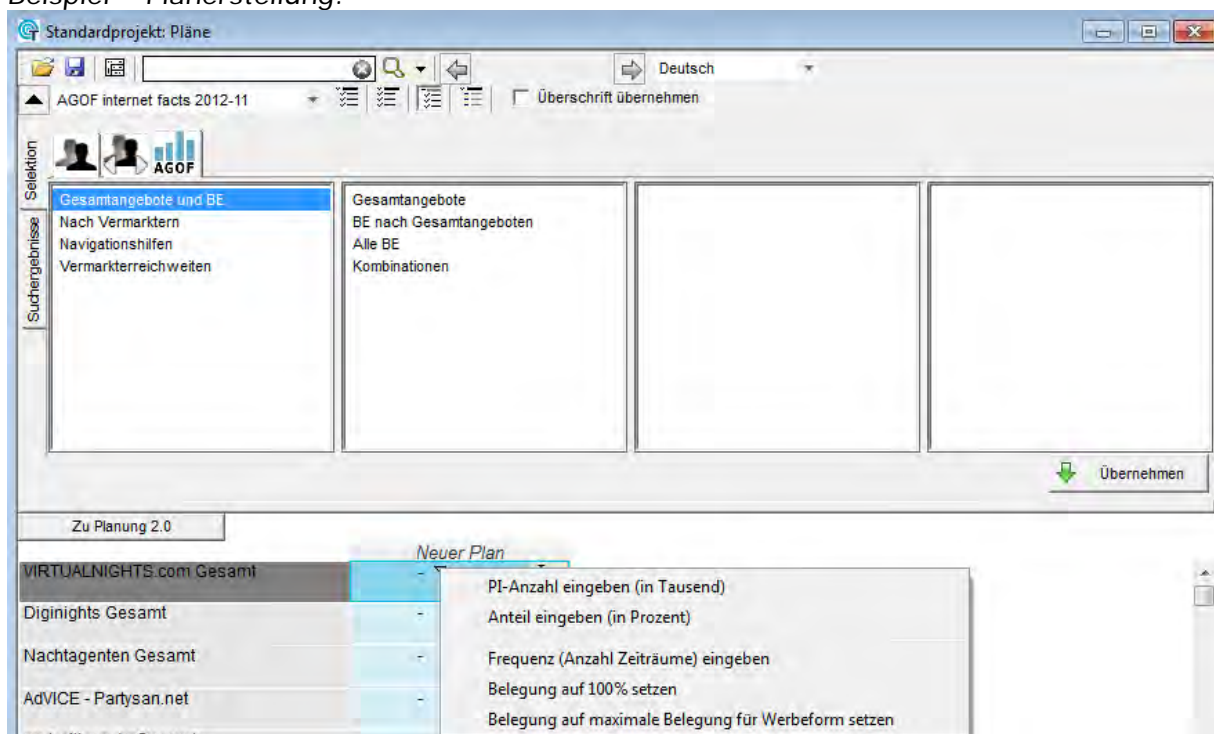 Beispiel – Planerstellung:
Standardprojekt: Pläne
Deutsch
AGOF internet facts 2012-11
Überschrift übernehmen
Selektion
Suchergebnisse
AGOF
Gesamtangebote und BE
Nach Vermarktern
Navigationshilfen
Vermarkterreichweiten
Gesamtangebote
BE nach Gesamtangeboten
Alle BE
Kombinationen
Übernehmen
Zu Planung 2.0
Neuer Plan
VIRTUALNIGHTS.com Gesamt -
Diginights Gesamt -
Nachtagenten Gesamt -
AdVICE - Partysan.net -
PI-Anzahl eingeben (in Tausend)
Anteil eingeben (in Prozent)
Frequenz (Anzahl Zeiträume) eingeben
Belegung auf 100% setzen
Belegung auf maximale Belegung für Werbeform setzen